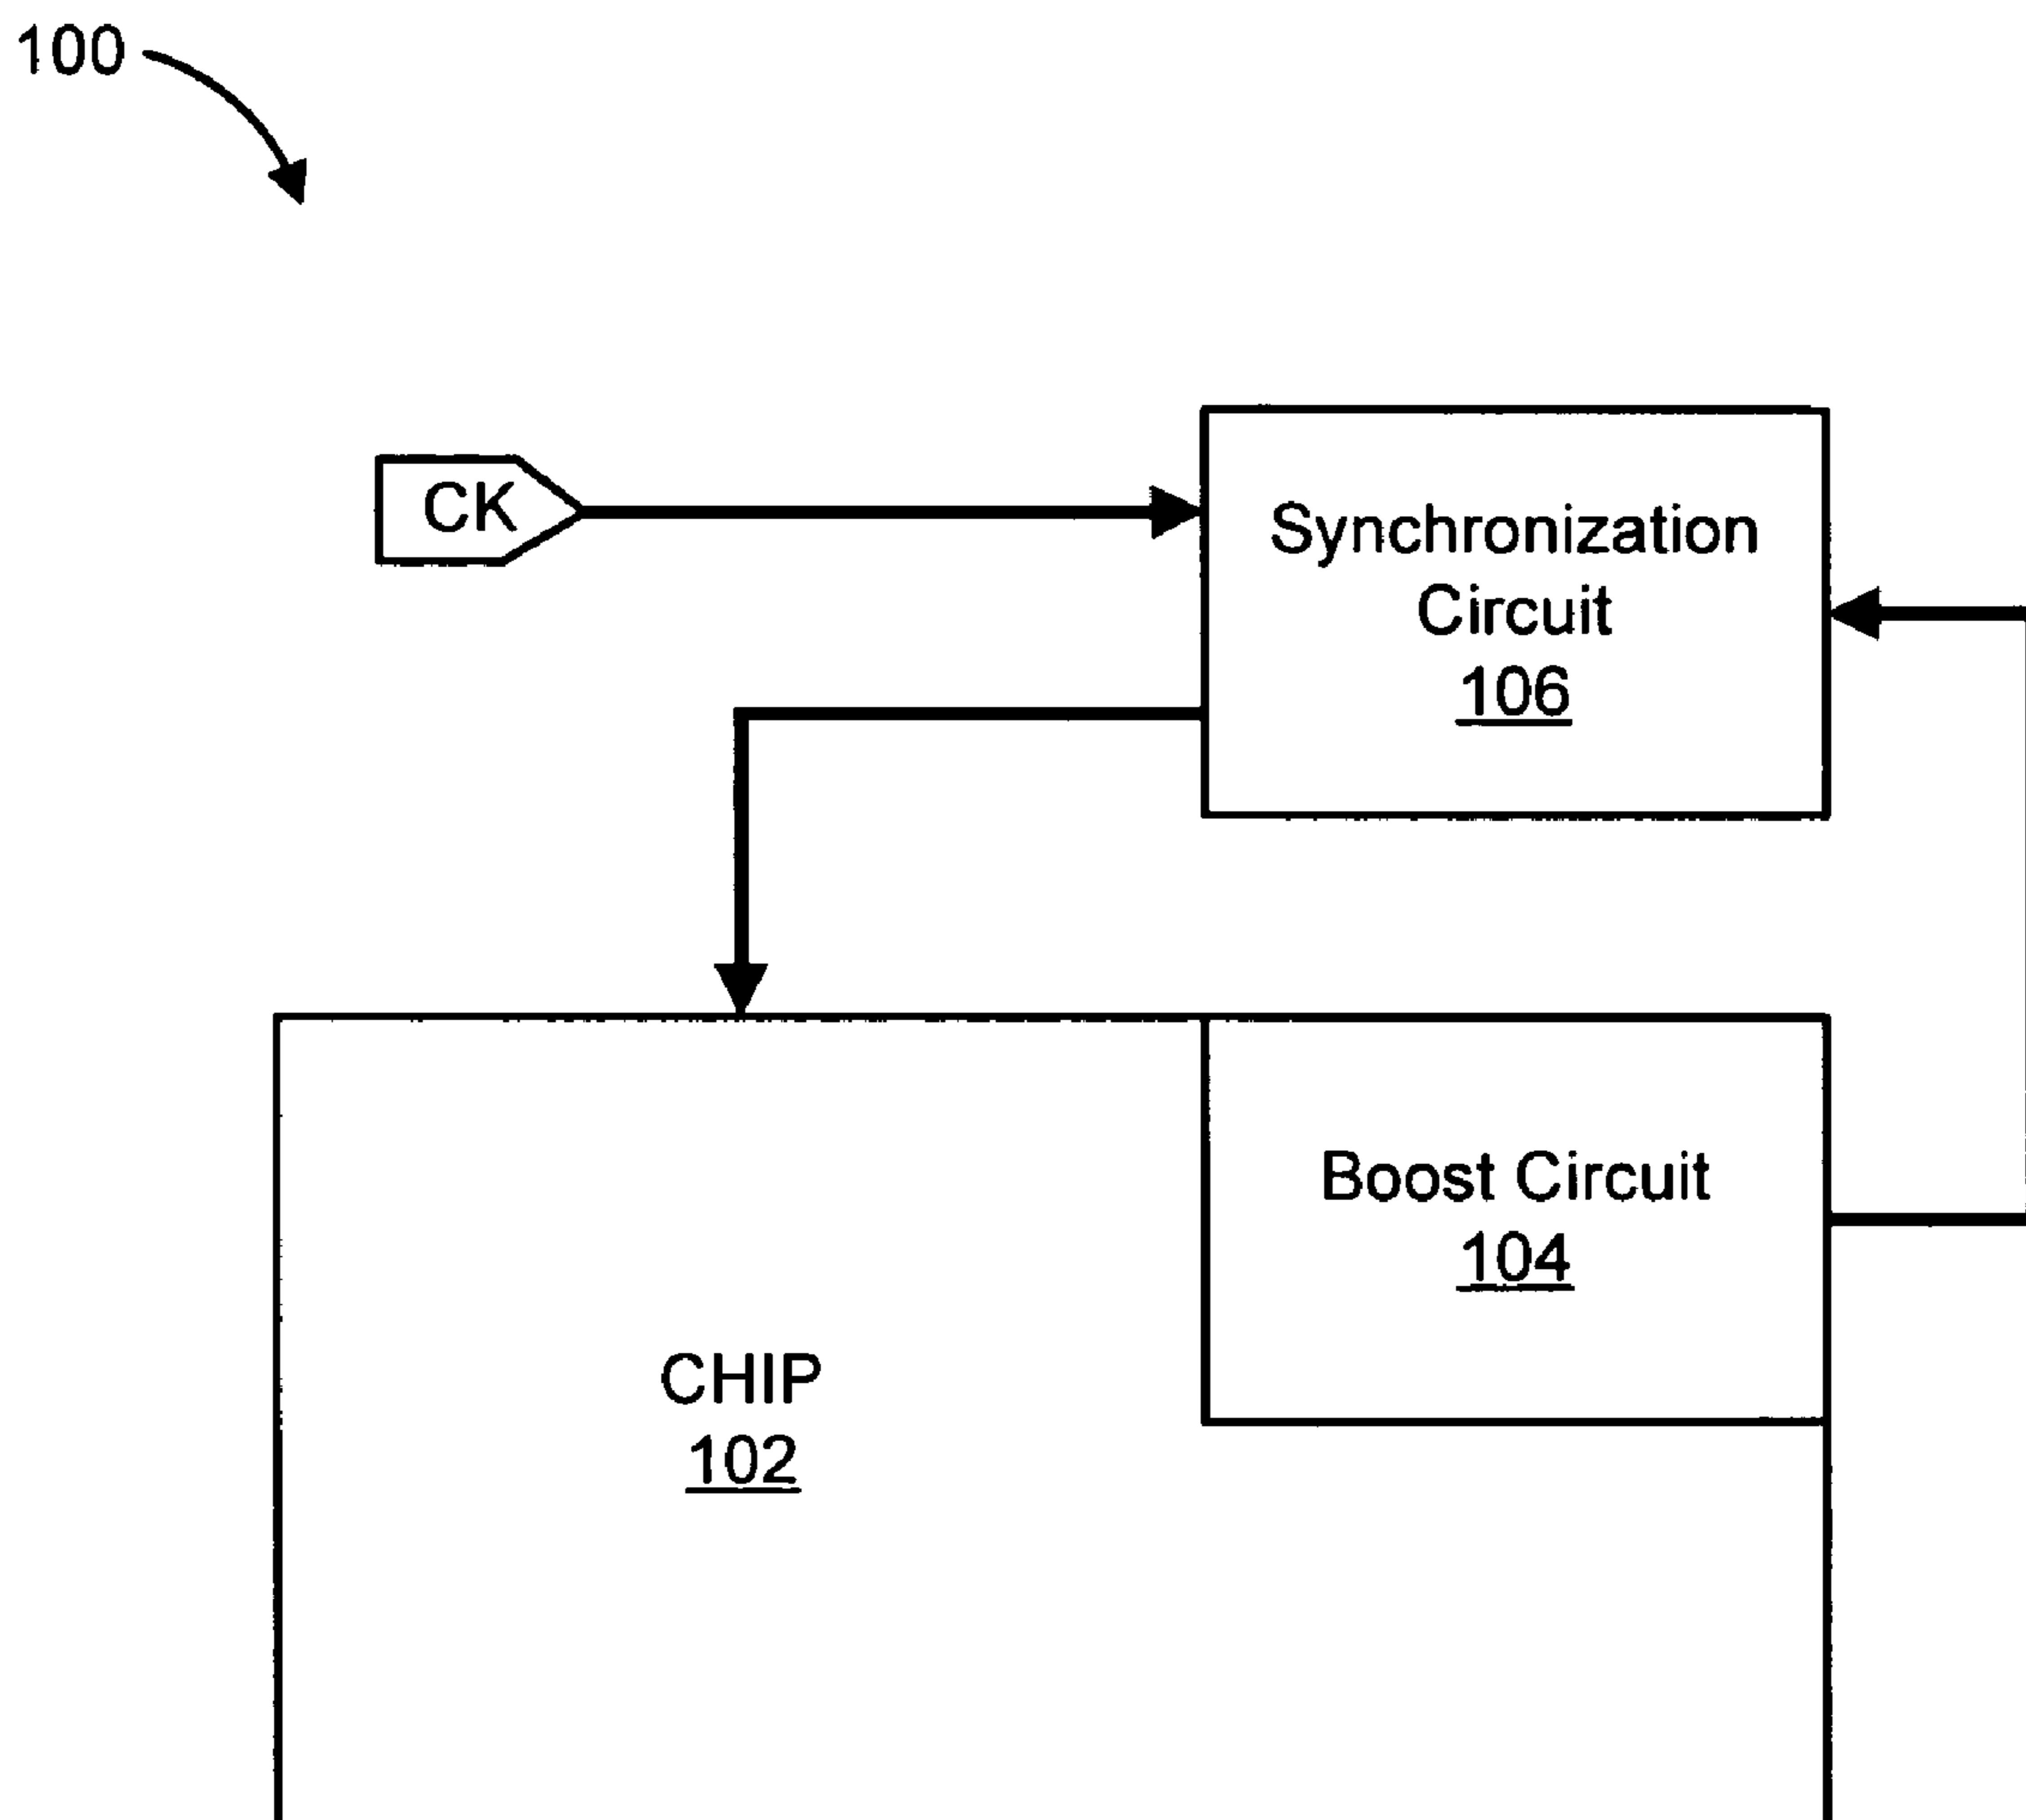 100
CK
Synchronization
Circuit
106
Boost Circuit
104
CHIP
102